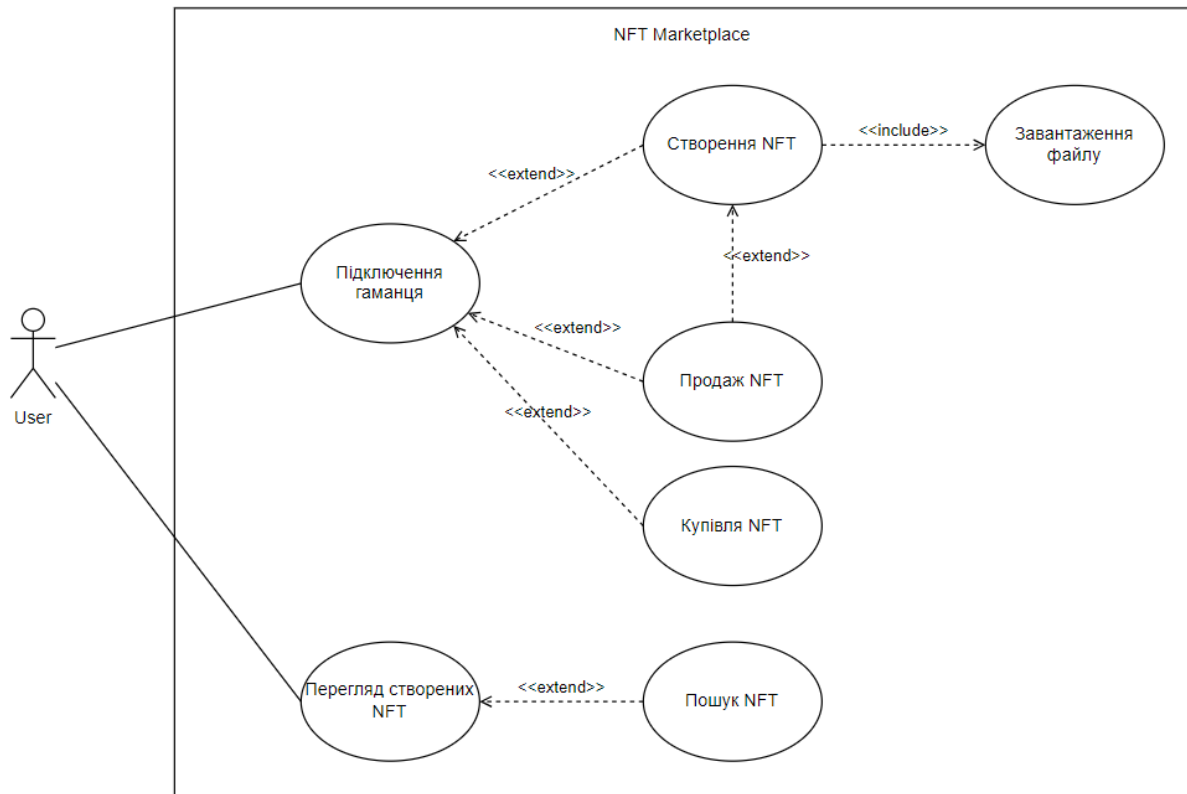 NFT Marketplace
Створення NFT
<<include>>
Завантаження
файлу
<<extend>>
Підключення
гаманця
<<extend>>
<<extend>>
Продаж NFT
<<extend>>
User
Купівля NFT
Перегляд створених
NFT
<<extend>>
Пошук NFT